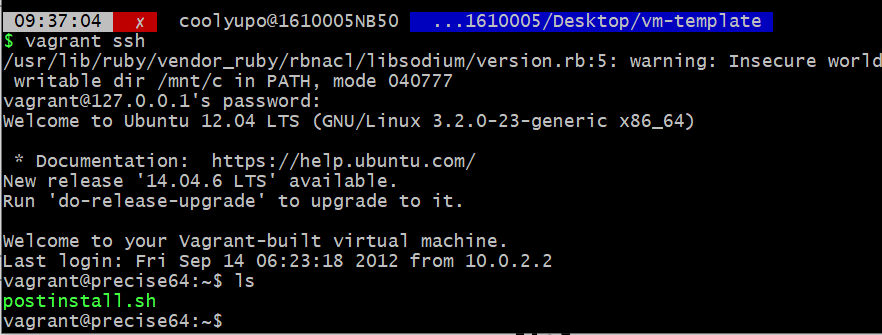 09:37:04 ✗ coolyupo@1610005NB50 ...1610005/Desktop/vm-template
$ vagrant ssh
/usr/lib/ruby/vendor_ruby/rbnacl/libsodium/version.rb:5: warning: Insecure world
writable dir /mnt/c in PATH, mode 040777
vagrant@127.0.0.1's password:
Welcome to Ubuntu 12.04 LTS (GNU/Linux 3.2.0-23-generic x86_64)
* Documentation: https://help.ubuntu.com/
New release '14.04.6 LTS' available.
Run 'do-release-upgrade' to upgrade to it.
Welcome to your Vagrant-built virtual machine.
Last login: Fri Sep 14 06:23:18 2012 from 10.0.2.2
vagrant@precise64:~$ ls
postinstall.sh
vagrant@precise64:~$